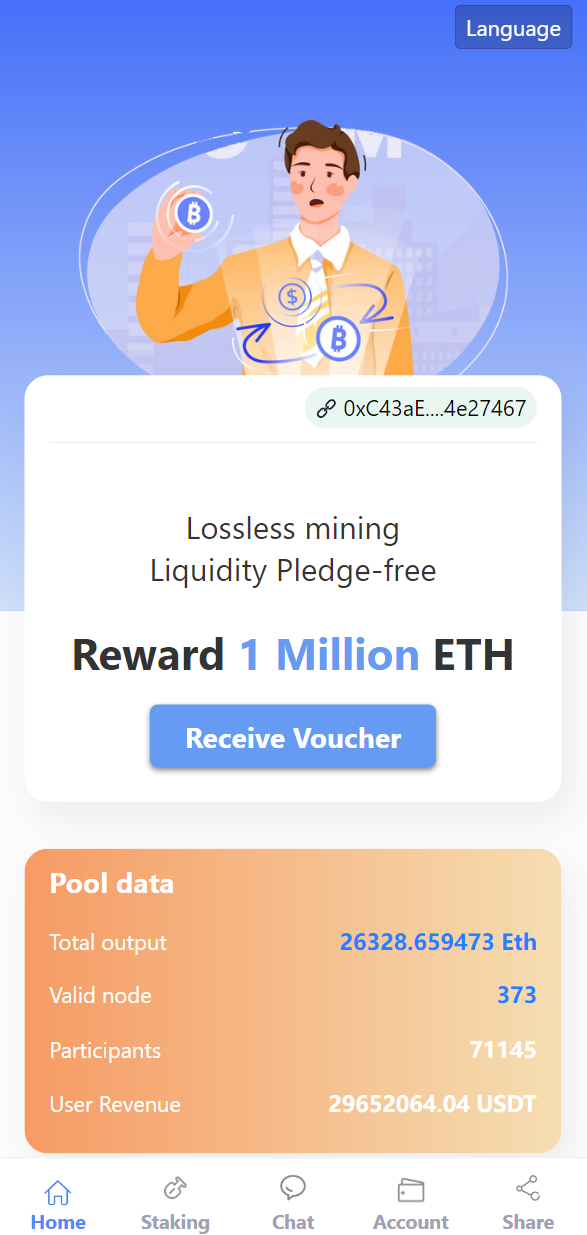 Language
0xC43aE....4e27467
Lossless mining
Liquidity Pledge-free
Reward 1 Million ETH
Receive Voucher
Pool data
Total output 26328.659473 Eth
Valid node 373
Participants 71145
User Revenue 29652064.04 USDT
Home Staking Chat Account Share